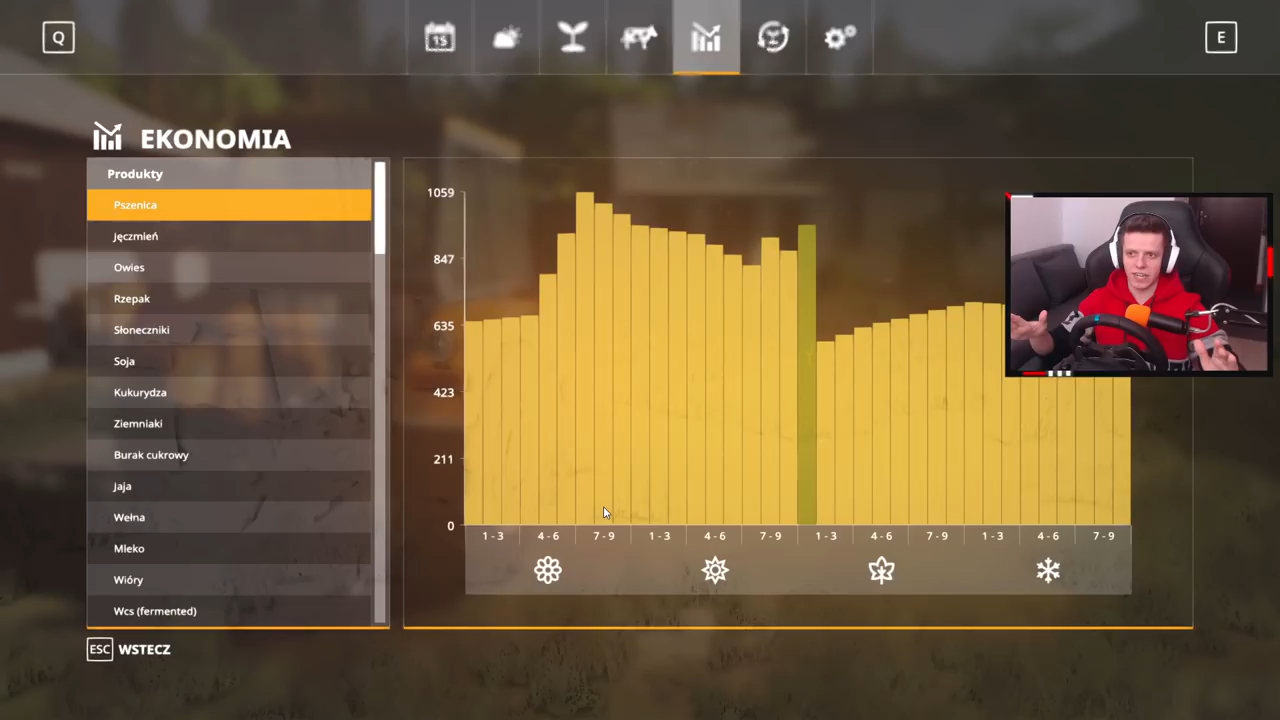 Q
1$
E
EKONOMIA
Produkty
Pszenica
Jęczmień
Owies
Rzepak
Słoneczniki
Soja
Kukurydza
Ziemniaki
Burak cukrowy
Jaja
Wełna
Mleko
Wióry
Wcs (fermented)
1059
847
635
423
211
0
1 - 3 4 - 6 7 - 9 1 - 3 4 - 6 7 - 9 1 - 3 4 - 6 7 - 9 1 - 3 4 - 6 7 - 9
ESC WSTECZ